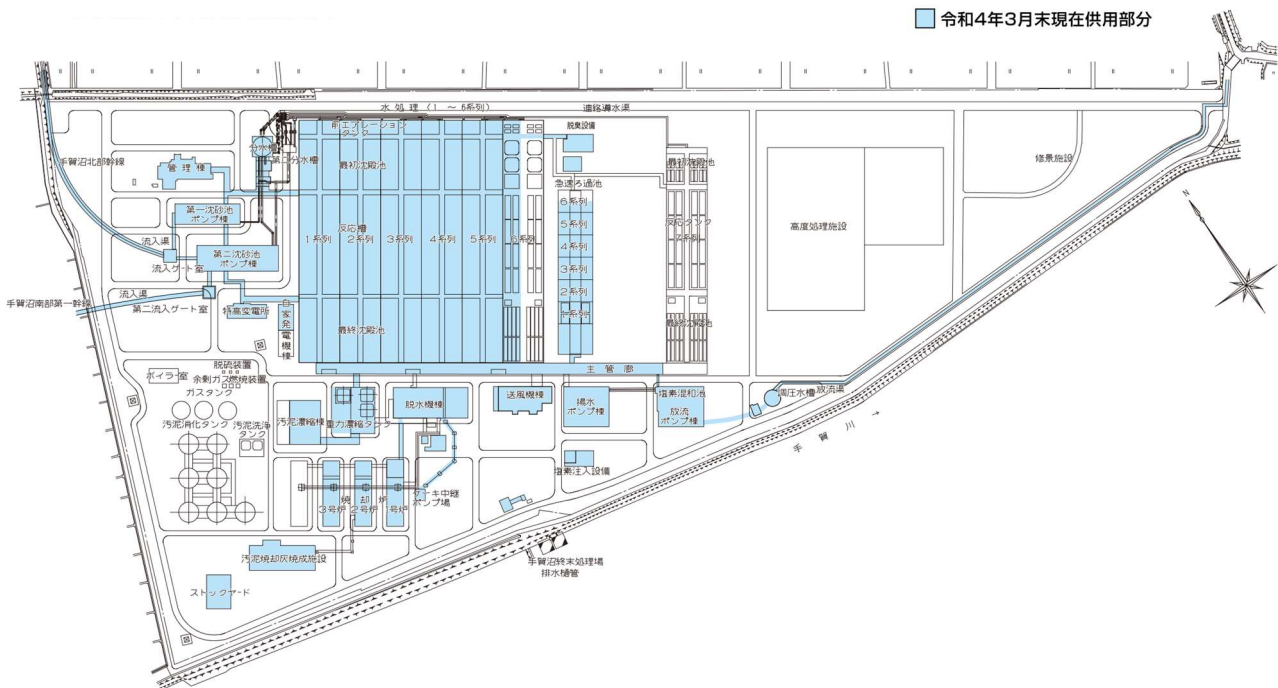 令和4年3月末現在供用部分
水処理（1～6系列）
連絡導水渠
前エアレーション
タンク
脱臭設備
分水槽
第二分水槽
手賀沼北部幹線
管理棟
最初沈殿池
最初沈殿池
修景施設
急速ろ過池
6系列
5系列
4系列
3系列
2系列
1系列
第一沈砂池
ポンプ棟
反応槽
1系列
2系列
3系列
4系列
5系列
6系列
反応タンク
7系列
高度処理施設
N
流入渠
流入ゲート室
第二沈砂池
ポンプ棟
手賀沼南部第一幹線
流入渠
第二流入ゲート室
特高変電所
自家発電機棟
最終沈殿池
最終沈殿池
主管廊
ボイラー室
脱硫装置
余剰ガス燃焼装置
ガスタンク
汚泥消化タンク
汚泥洗浄
タンク
汚泥濃縮棟
重力濃縮タンク
脱水機棟
送風機棟
揚水
ポンプ棟
塩素混和池
放流
ポンプ棟
調圧水槽
放流渠
手賀川→
塩素注入設備
ケーキ中継
ポンプ場
焼却炉
3号炉
2号炉
1号炉
汚泥焼却灰焼成施設
ストックヤード
手賀沼終末処理場
排水樋管